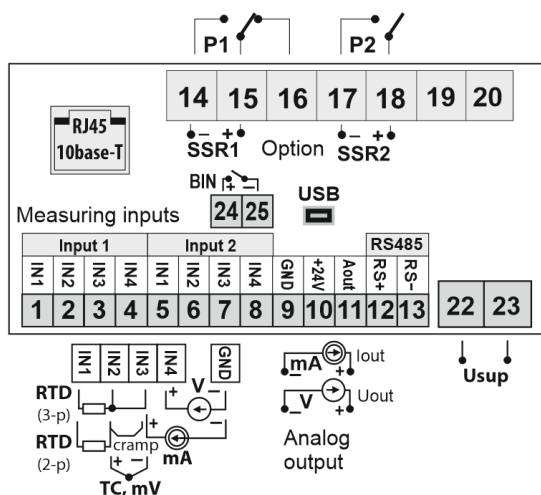 P1 P2
14 15 16 17 18 19 20
RJ45
10base-T
– + – +
SSR1 Option SSR2
BIN + – USB
24 25
Measuring inputs
Input 1 Input 2 RS485
IN1 IN2 IN3 IN4 IN1 IN2 IN3 IN4 GND +24V Aout RS+ RS-
1 2 3 4 5 6 7 8 9 10 11 12 13 22 23
IN1 IN2 IN3 IN4 GND
Usup
RTD
(3-p)
+ V –
RTD
(2-p)
cramp
+ mA –
+ –
TC, mV
– mA + Iout
– V + Uout
Analog
output